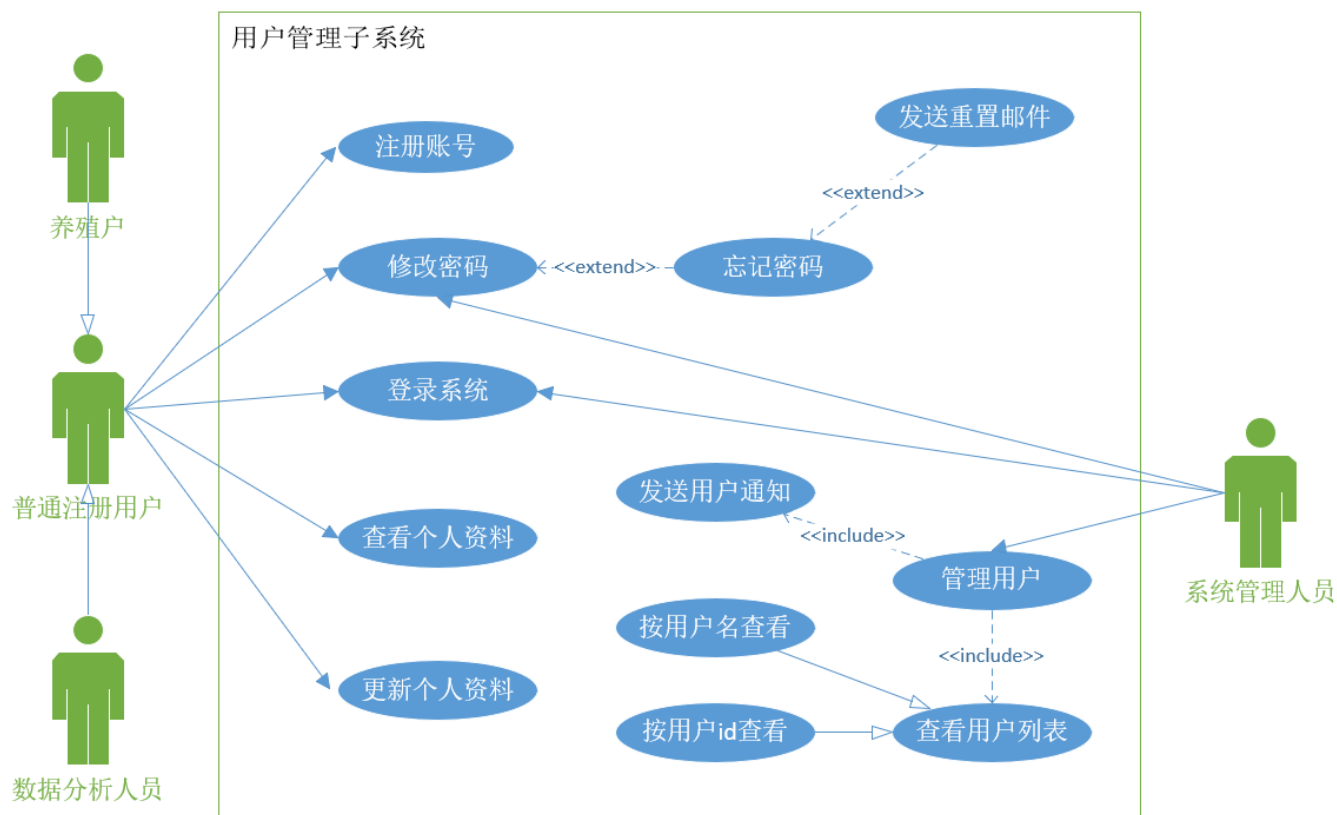 用户管理子系统
发送重置邮件
注册账号
<<extend>>
养殖户
修改密码
<<extend>>
忘记密码
登录系统
发送用户通知
普通注册用户
查看个人资料
<<include>>
管理用户
系统管理人员
按用户名查看
<<include>>
更新个人资料
按用户id查看
查看用户列表
数据分析人员